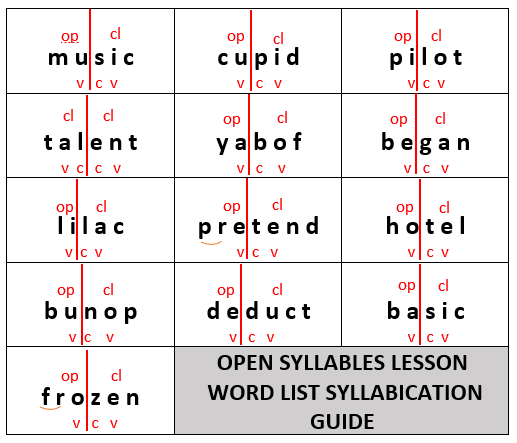 op cl
music
v c v
op cl
cupid
v c v
op cl
pilot
v c v
cl cl
talent
v c c v
op cl
yabof
v c v
op cl
began
v c v
op cl
lilac
v c v
op cl
pretend
v c v
op cl
hotel
v c v
op cl
bunop
v c v
op cl
deduct
v c v
op cl
basic
v c v
op cl
frozen
v c v
OPEN SYLLABLES LESSON
WORD LIST SYLLABICATION
GUIDE